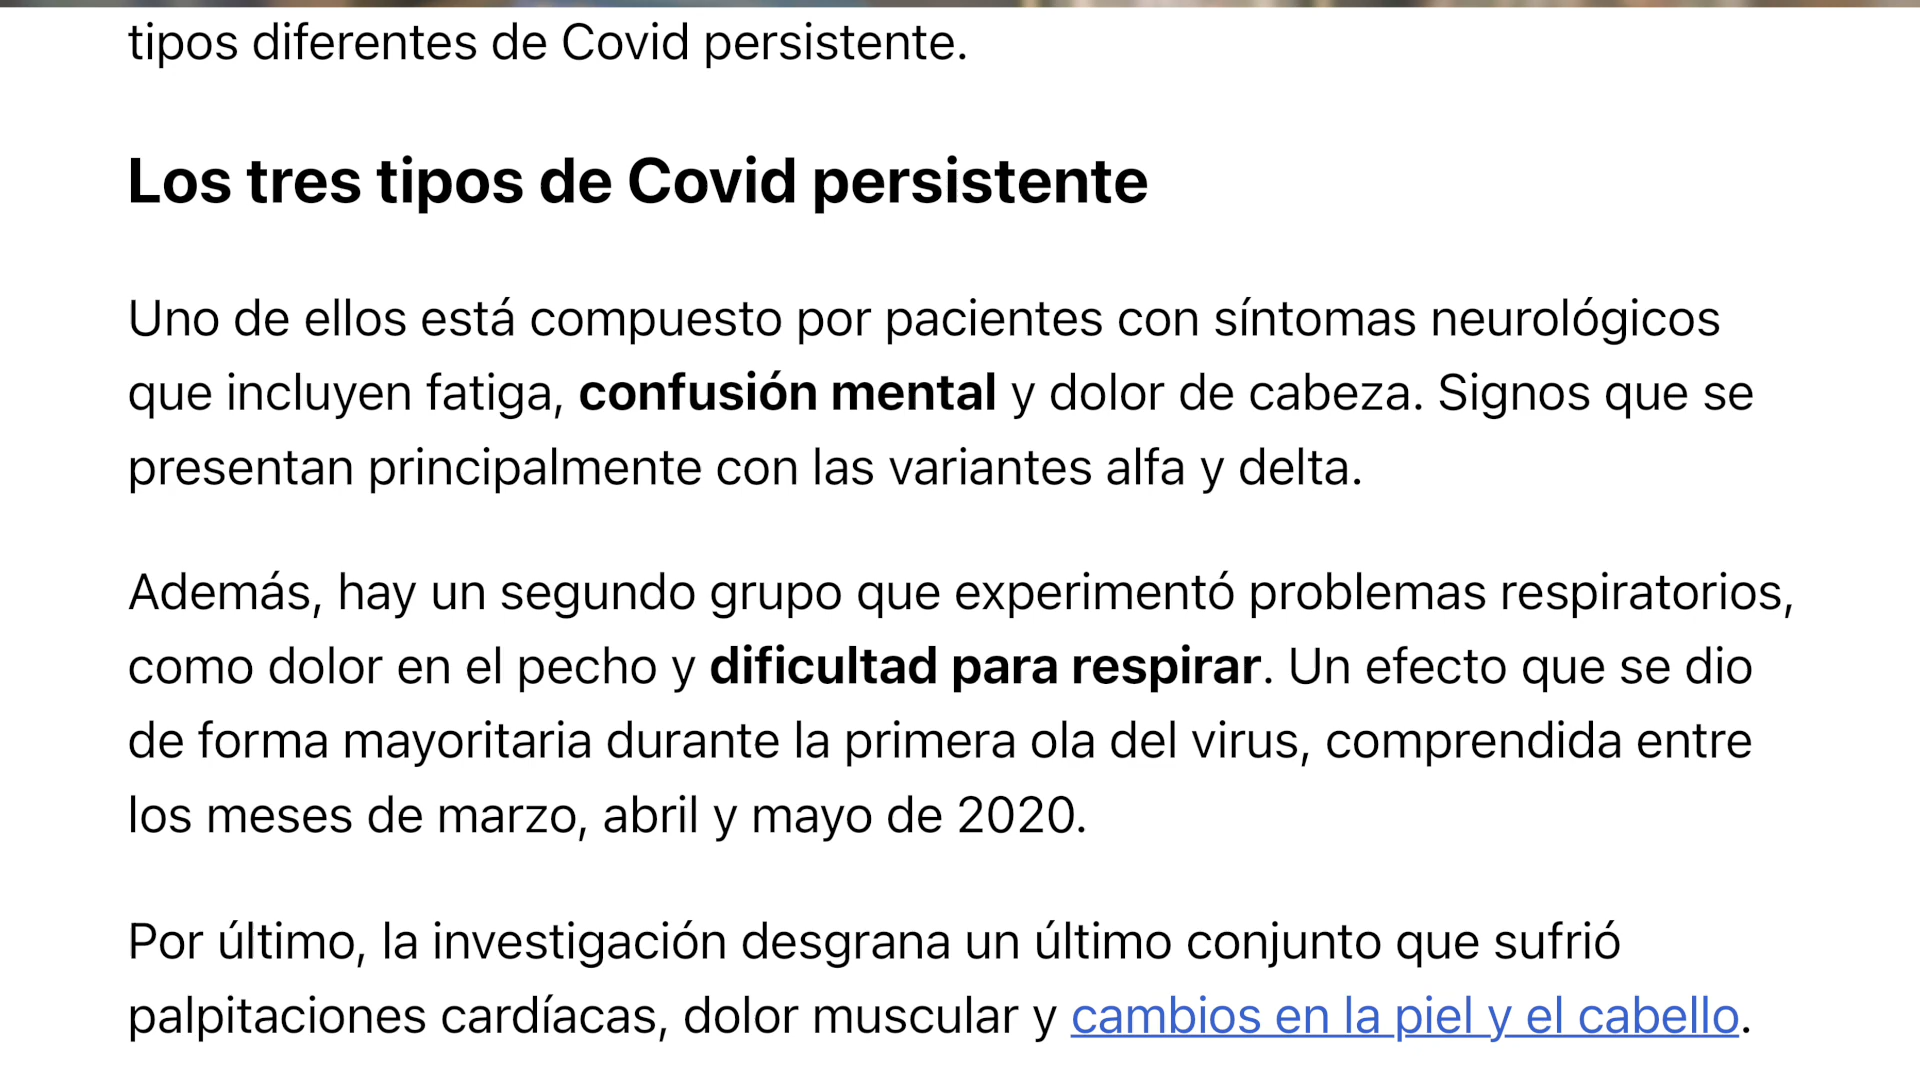 tipos diferentes de Covid persistente.
Los tres tipos de Covid persistente
Uno de ellos está compuesto por pacientes con síntomas neurológicos
que incluyen fatiga, confusión mental y dolor de cabeza. Signos que se
presentan principalmente con las variantes alfa y delta.
Además, hay un segundo grupo que experimentó problemas respiratorios,
como dolor en el pecho y dificultad para respirar. Un efecto que se dio
de forma mayoritaria durante la primera ola del virus, comprendida entre
los meses de marzo, abril y mayo de 2020.
Por último, la investigación desgrana un último conjunto que sufrió
palpitaciones cardíacas, dolor muscular y cambios en la piel y el cabello.